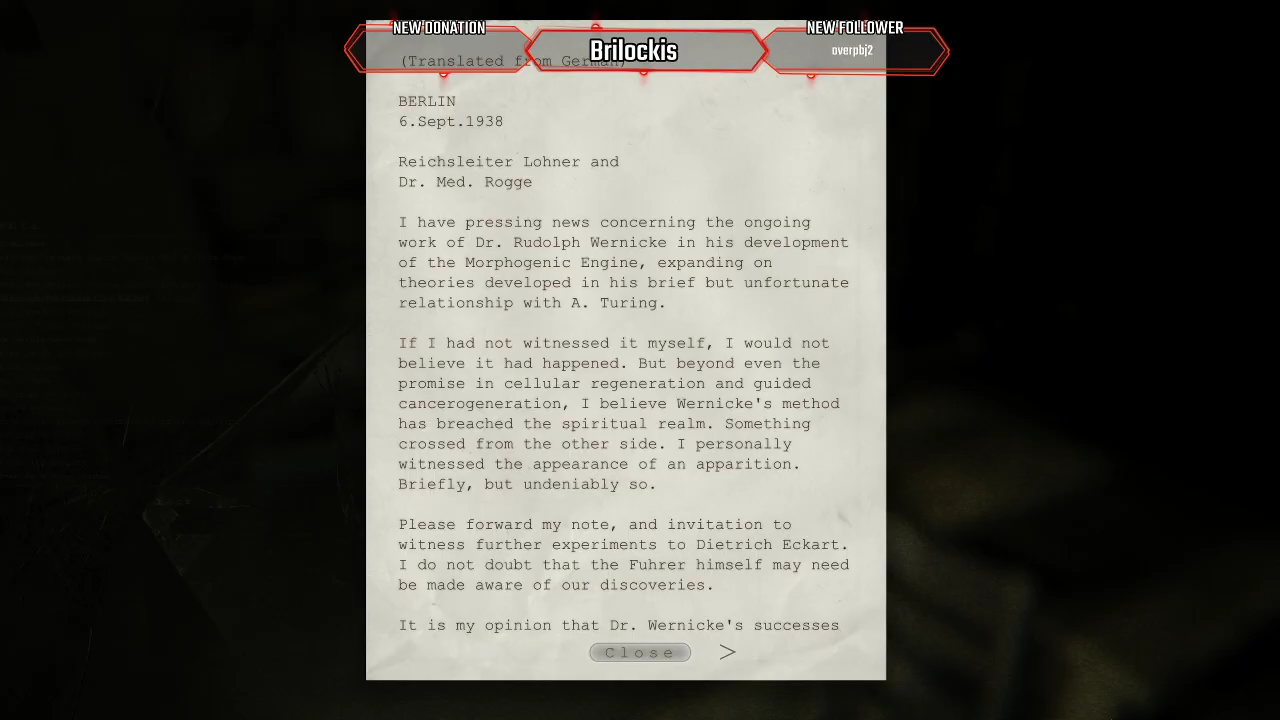 NEW DONATION
Brilockis
NEW FOLLOWER
overpbj2
(Translated from German)
BERLIN
6.Sept.1938
Reichsleiter Lohner and
Dr. Med. Rogge
I have pressing news concerning the ongoing
work of Dr. Rudolph Wernicke in his development
of the Morphogenic Engine, expanding on
theories developed in his brief but unfortunate
relationship with A. Turing.
If I had not witnessed it myself, I would not
believe it had happened. But beyond even the
promise in cellular regeneration and guided
cancerogeneration, I believe Wernicke's method
has breached the spiritual realm. Something
crossed from the other side. I personally
witnessed the appearance of an apparition.
Briefly, but undeniably so.
Please forward my note, and invitation to
witness further experiments to Dietrich Eckart.
I do not doubt that the Fuhrer himself may need
be made aware of our discoveries.
It is my opinion that Dr. Wernicke's successes
Close >